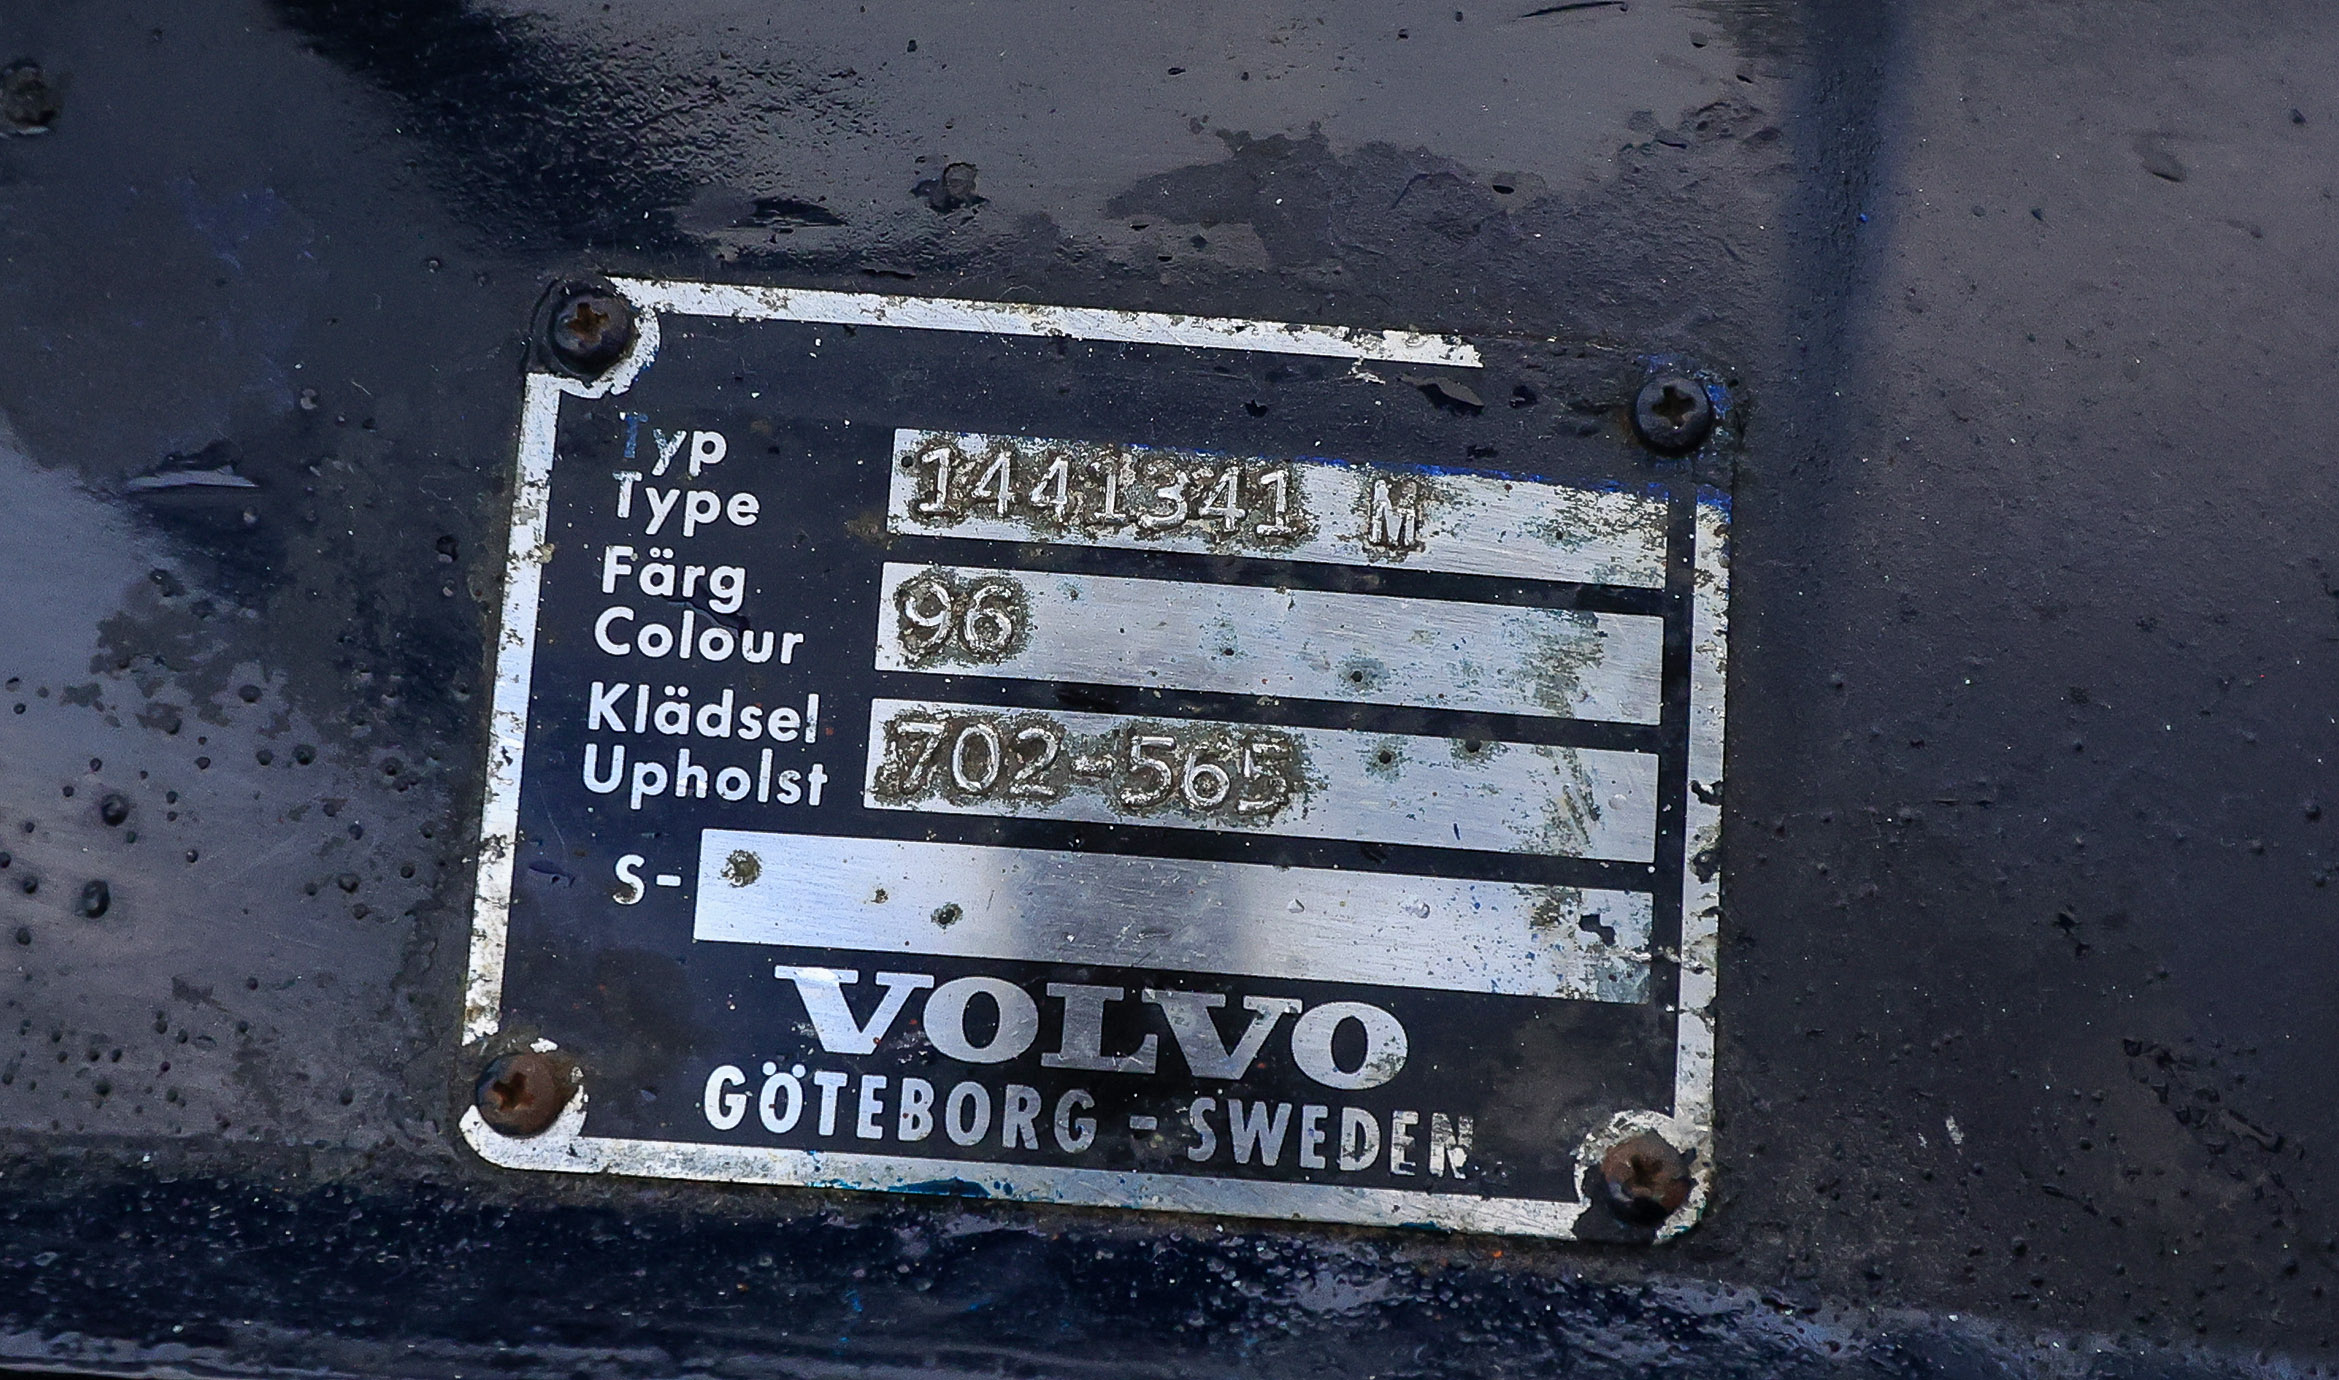 Typ
Type 1441341 M
Färg
Colour 96
Klädsel
Upholst 702-565
S-
VOLVO
GÖTEBORG - SWEDEN